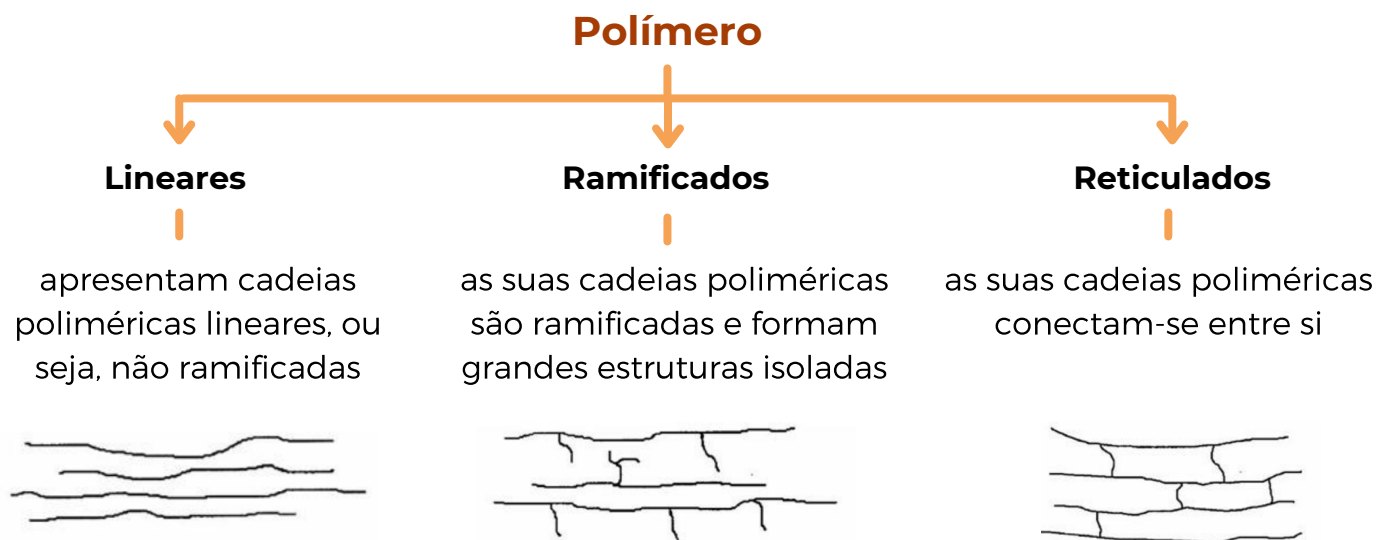 Polímero
Lineares
apresentam cadeias
poliméricas lineares, ou
seja, não ramificadas
Ramificados
as suas cadeias poliméricas
são ramificadas e formam
grandes estruturas isoladas
Reticulados
as suas cadeias poliméricas
conectam-se entre si